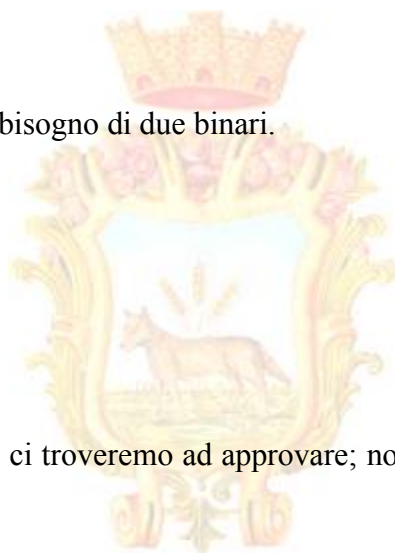 bisogno di due binari.
ci troveremo ad approvare; no